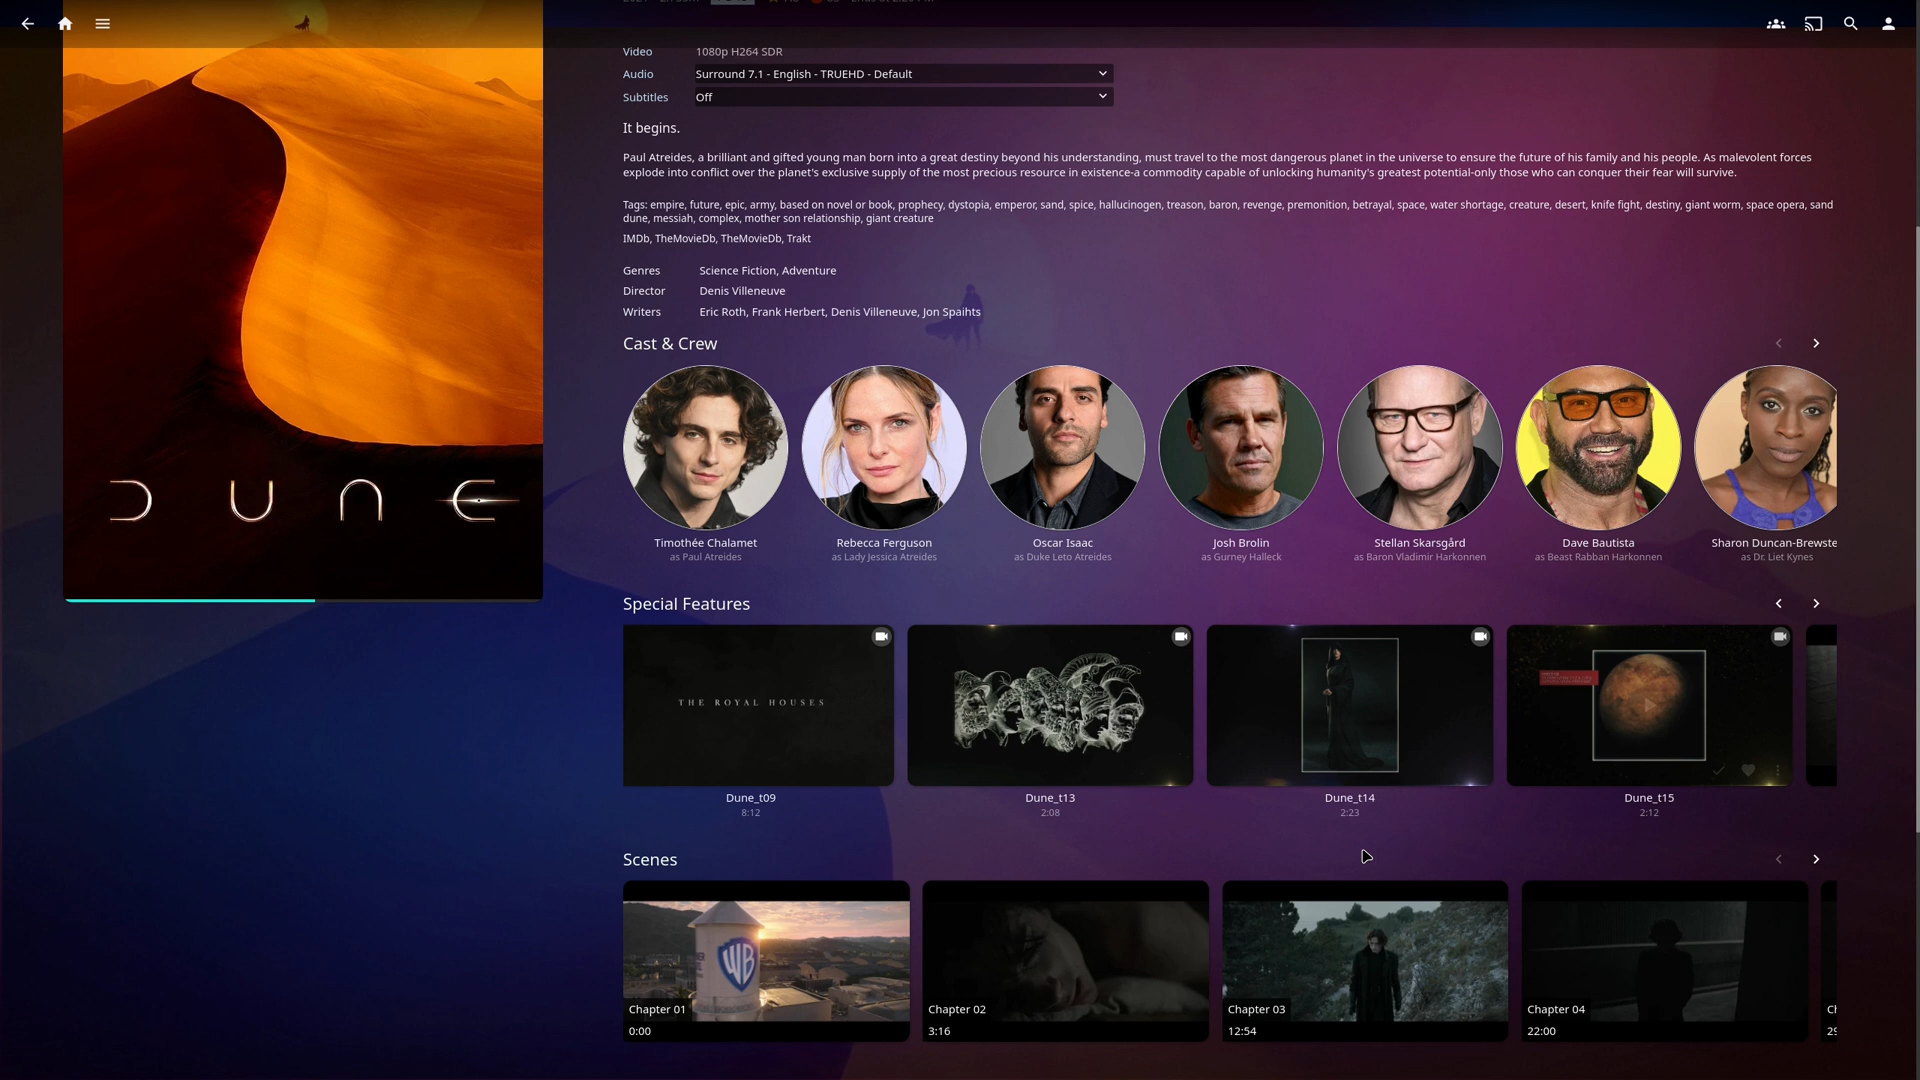 Video 1080p H264 SDR
Audio Surround 7.1 - English - TRUEHD - Default
Subtitles Off
It begins.
Paul Atreides, a brilliant and gifted young man born into a great destiny beyond his understanding, must travel to the most dangerous planet in the universe to ensure the future of his family and his people. As malevolent forces
explode into conflict over the planet's exclusive supply of the most precious resource in existence-a commodity capable of unlocking humanity's greatest potential-only those who can conquer their fear will survive.
Tags: empire, future, epic, army, based on novel or book, prophecy, dystopia, emperor, sand, spice, hallucinogen, treason, baron, revenge, premonition, betrayal, space, water shortage, creature, desert, knife fight, destiny, giant worm, space opera, sand
dune, messiah, complex, mother son relationship, giant creature
IMDb, TheMovieDb, TheMovieDb, Trakt
Genres Science Fiction, Adventure
Director Denis Villeneuve
Writers Eric Roth, Frank Herbert, Denis Villeneuve, Jon Spaihts
DUNE
Cast & Crew
Timothée Chalamet
as Paul Atreides
Rebecca Ferguson
as Lady Jessica Atreides
Oscar Isaac
as Duke Leto Atreides
Josh Brolin
as Gurney Halleck
Stellan Skarsgård
as Baron Vladimir Harkonnen
Dave Bautista
as Beast Rabban Harkonnen
Sharon Duncan-Brewste
as Dr. Liet Kynes
Special Features
THE ROYAL HOUSES
Dune_t09
8:12
Dune_t13
2:08
Dune_t14
2:23
Dune_t15
2:12
Scenes
WB
Chapter 01
0:00
Chapter 02
3:16
Chapter 03
12:54
Chapter 04
22:00